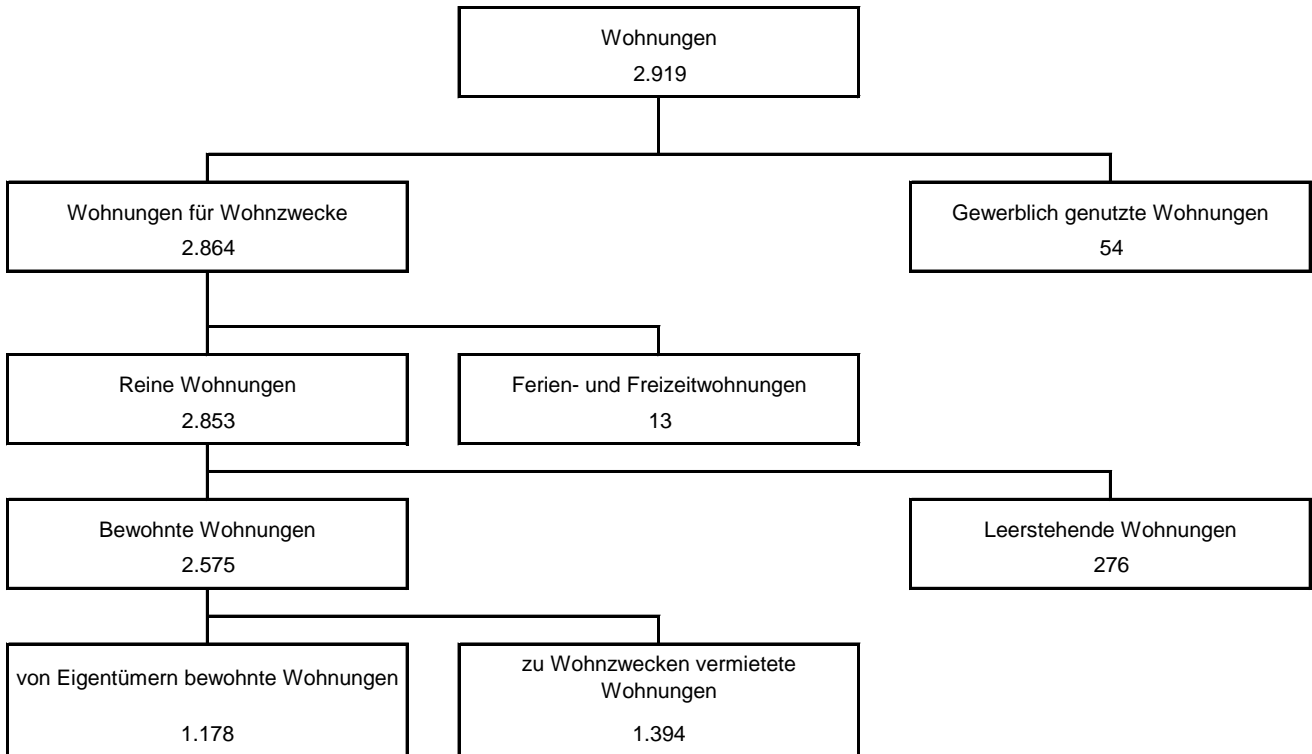 Wohnungen
2.919
Wohnungen für Wohnzwecke
2.864
Gewerblich genutzte Wohnungen
54
Reine Wohnungen
2.853
Ferien- und Freizeitwohnungen
13
Bewohnte Wohnungen
2.575
Leerstehende Wohnungen
276
von Eigentümern bewohnte Wohnungen
1.178
zu Wohnzwecken vermietete
Wohnungen
1.394